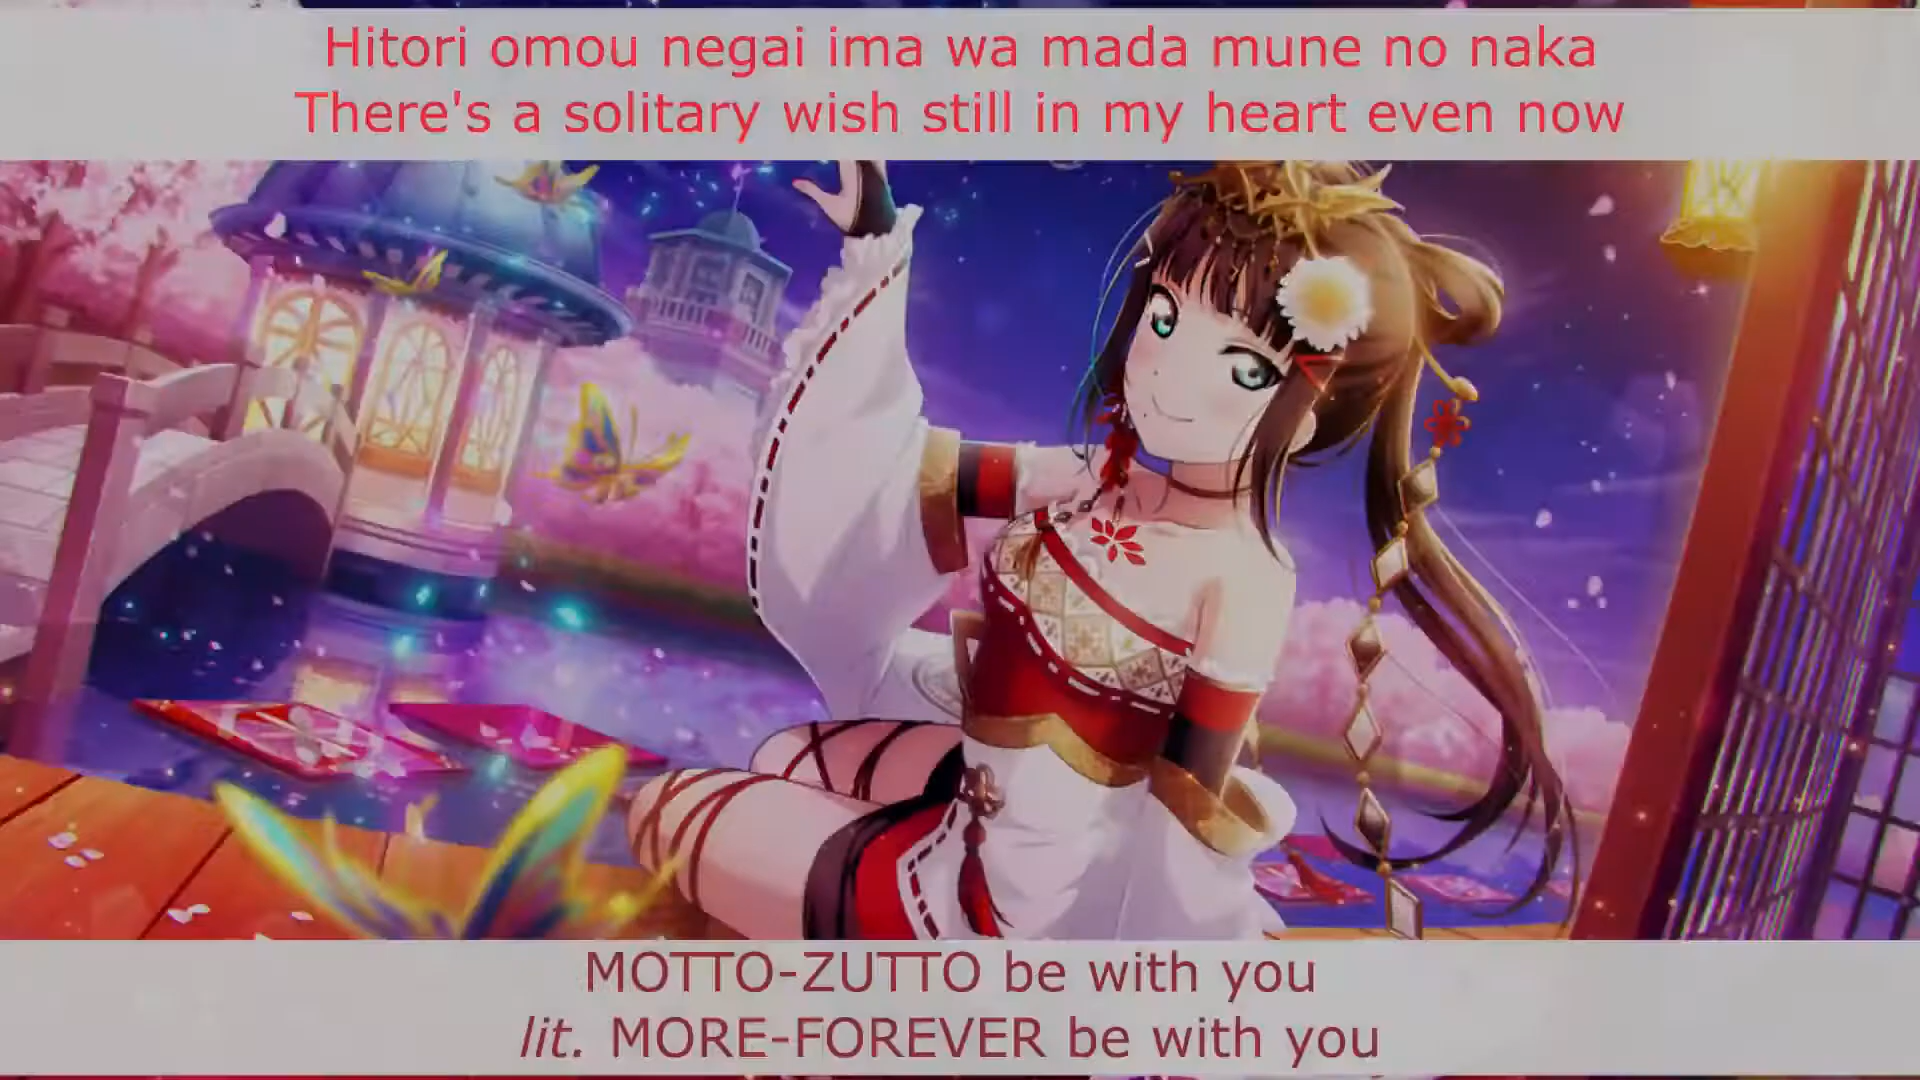 Hitori omou negai ima wa mada mune no naka
There's a solitary wish still in my heart even now
MOTTO-ZUTTO be with you
lit. MORE-FOREVER be with you